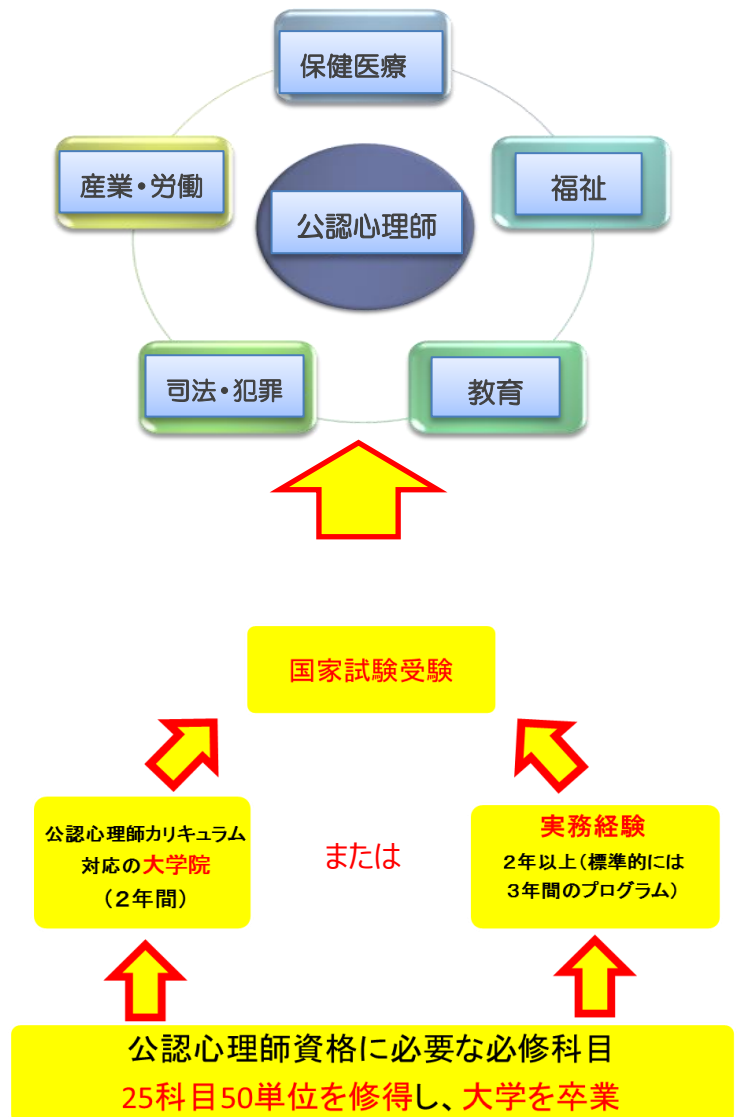 保健医療
産業・労働
福祉
公認心理師
司法・犯罪
教育
国家試験受験
公認心理師カリキュラム
対応の大学院
（２年間）
または
実務経験
２年以上（標準的には
３年間のプログラム）
公認心理師資格に必要な必修科目
25科目50単位を修得し、大学を卒業